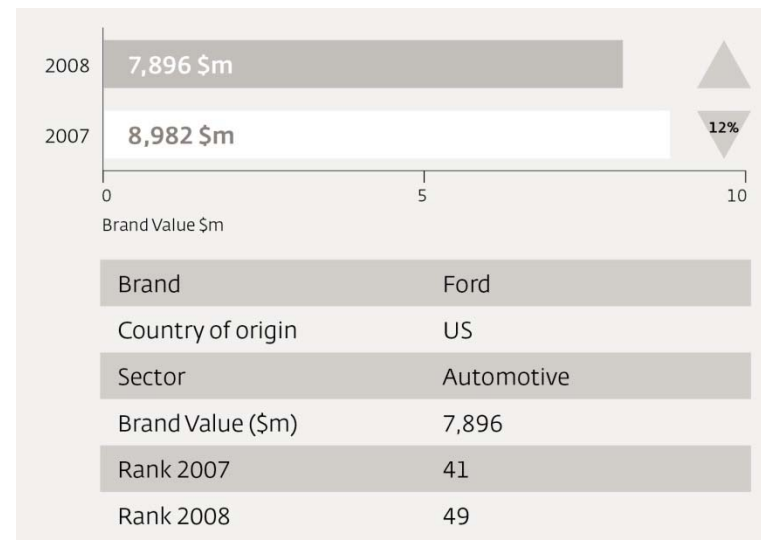 2008 7,896 $m
2007 8,982 $m 12%
0 5 10
Brand Value $m
Brand Ford
Country of origin US
Sector Automotive
Brand Value ($m) 7,896
Rank 2007 41
Rank 2008 49